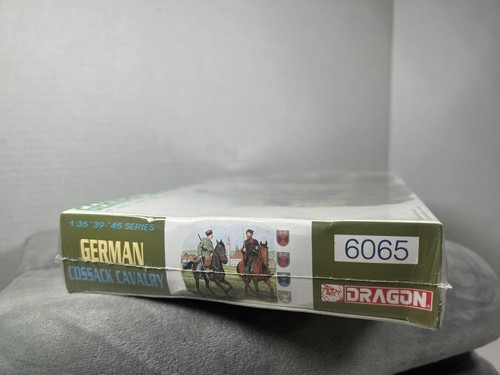 1:35 '39-'45 SERIES
GERMAN
COSSACK CAVALRY
6065
DRAGON